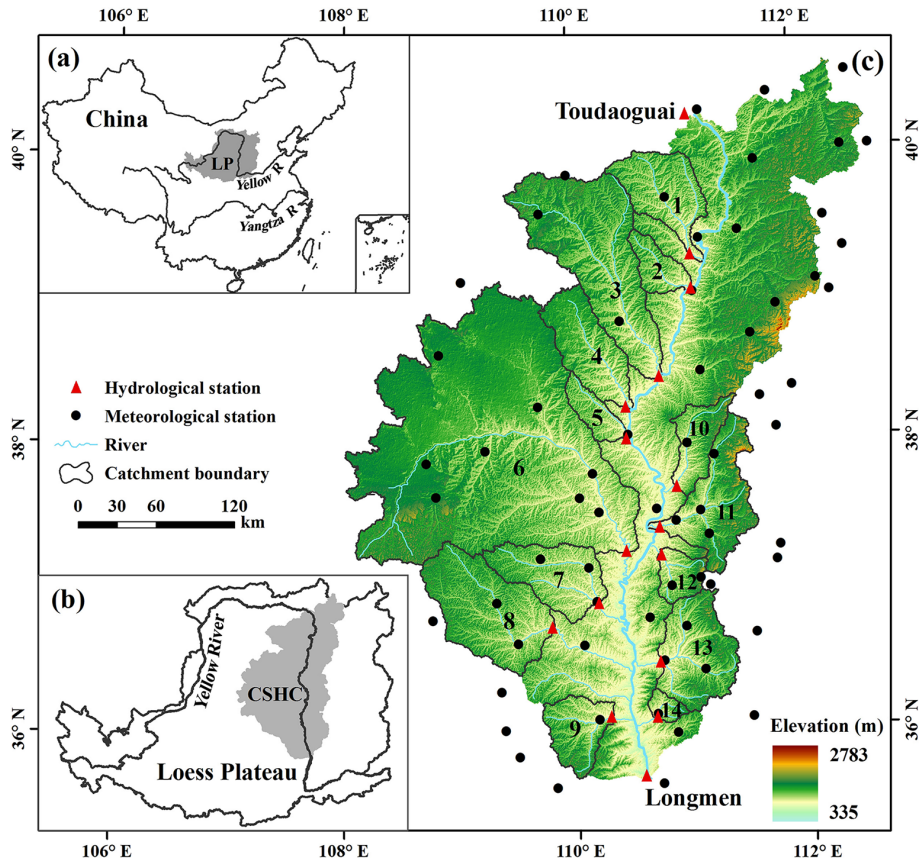 106° E 108° E 110° E 112° E
(a)
(c)
China
LP
Yellow R.
Yangtza R.
40° N
38° N
36° N
Toudaoguai
40° N
38° N
36° N
1
2
3
4
5
6
7
8
9
10
11
12
13
14
Hydrological station
Meteorological station
River
Catchment boundary
0 30 60 120
km
(b)
Yellow River
CSHC
Loess Plateau
Longmen
Elevation (m)
2783
335
106° E 108° E 110° E 112° E